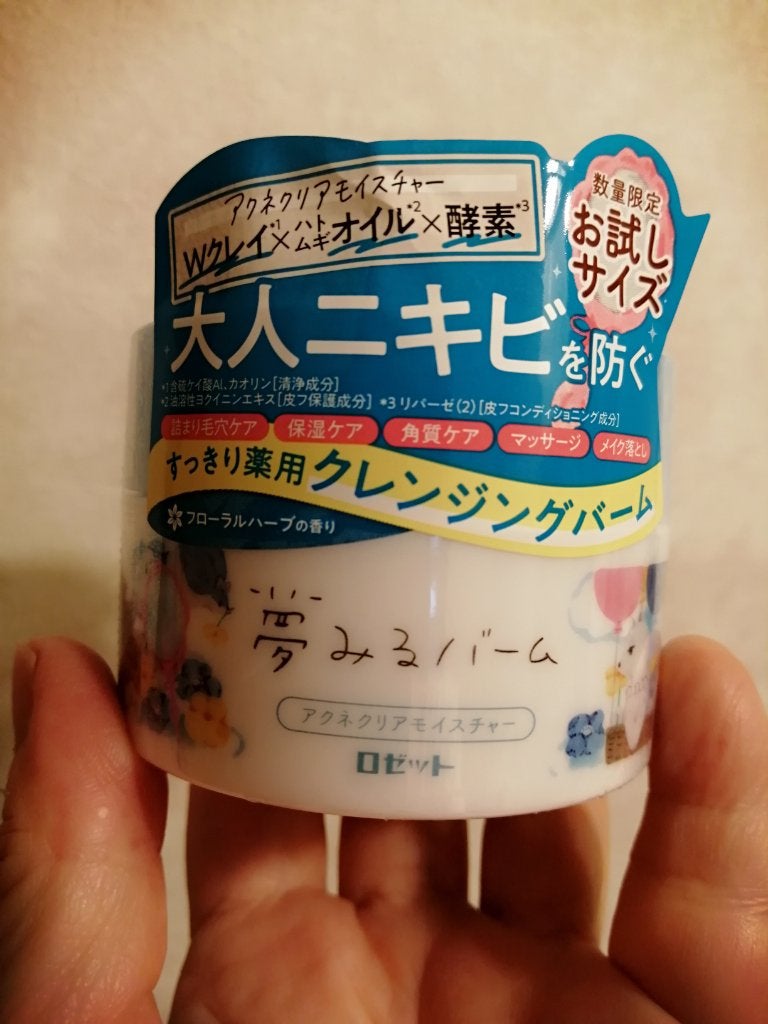 アクネクリアモイスチャー
Wクレイ*1×ハトムギオイル*2×酵素*3
数量限定
お試し
サイズ
大人ニキビを防ぐ
*1 含硫ケイ酸AL、カオリン[清浄成分]
*2 油溶性ヨクイニンエキス[皮フ保護成分] *3 リパーゼ(2)[皮フコンディショニング成分]
詰まり毛穴ケア 保湿ケア 角質ケア マッサージ メイク落とし
すっきり薬用クレンジングバーム
フローラルハーブの香り
夢みるバーム
アクネクリアモイスチャー
ロゼット